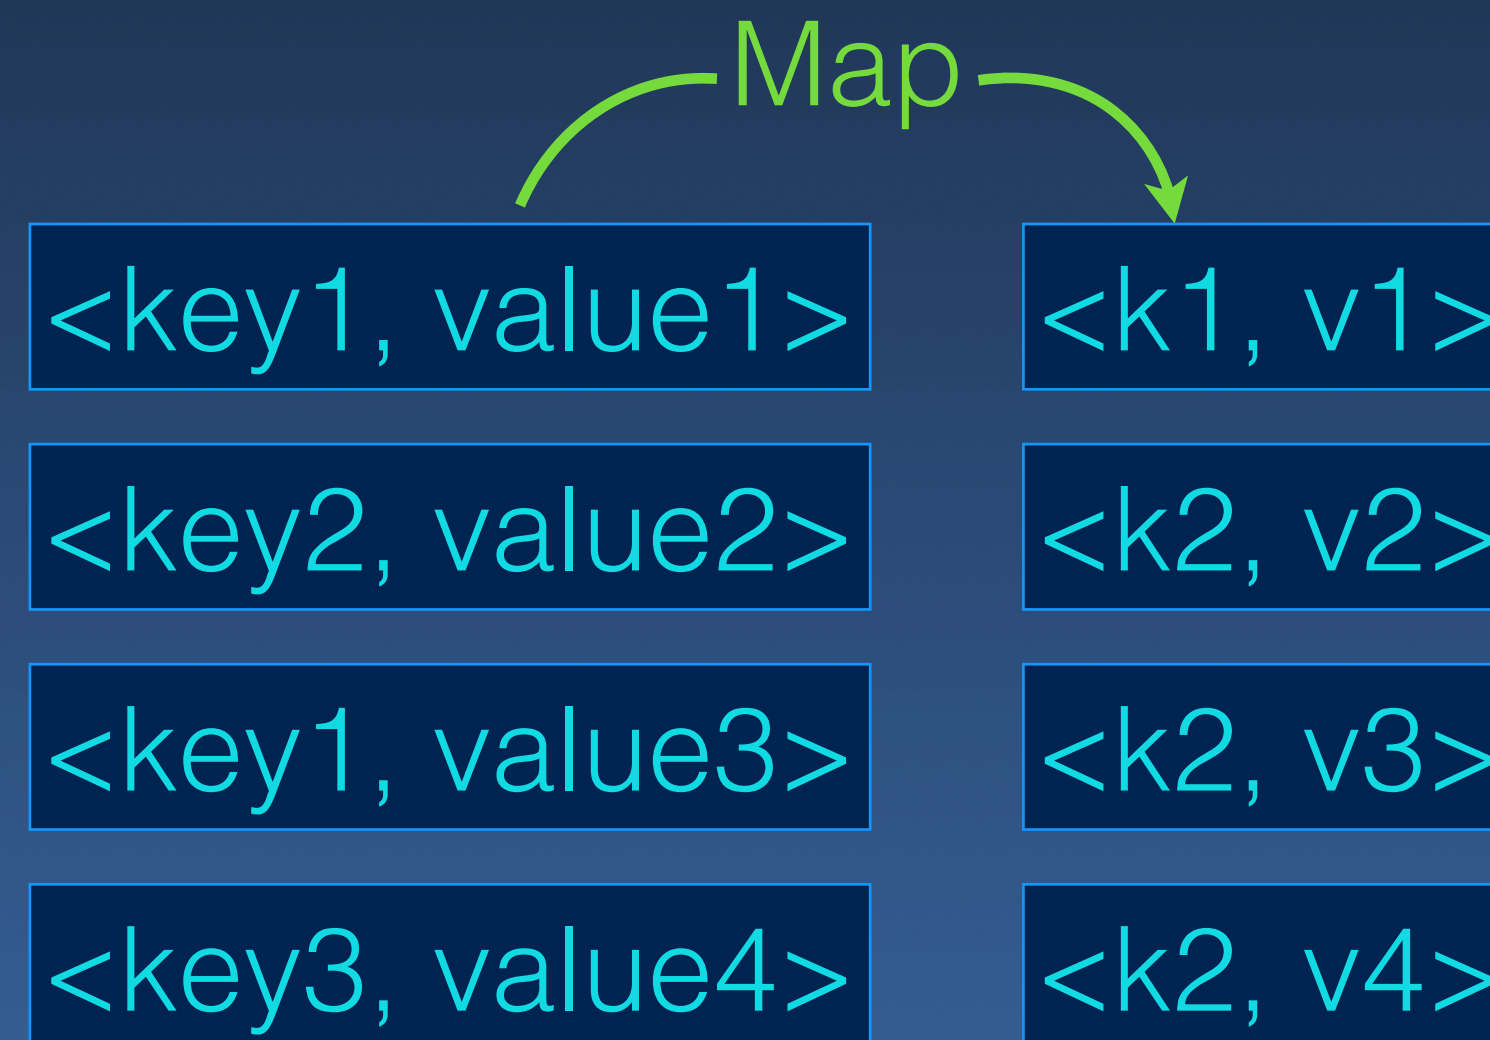 Map
<key1, value1> <k1, v1>
<key2, value2> <k2, v2>
<key1, value3> <k2, v3>
<key3, value4> <k2, v4>